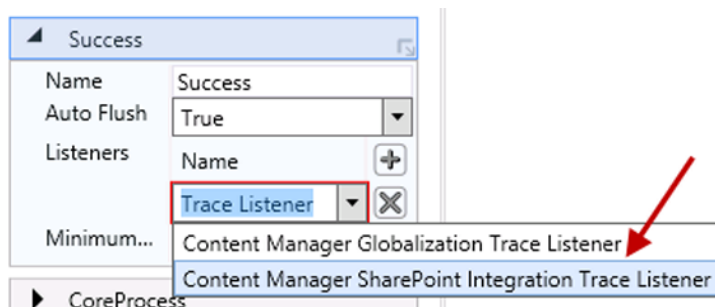 Success
Name Success
Auto Flush True
Listeners Name
Trace Listener
Minimum...
Content Manager Globalization Trace Listener
Content Manager SharePoint Integration Trace Listener
CoreProcess